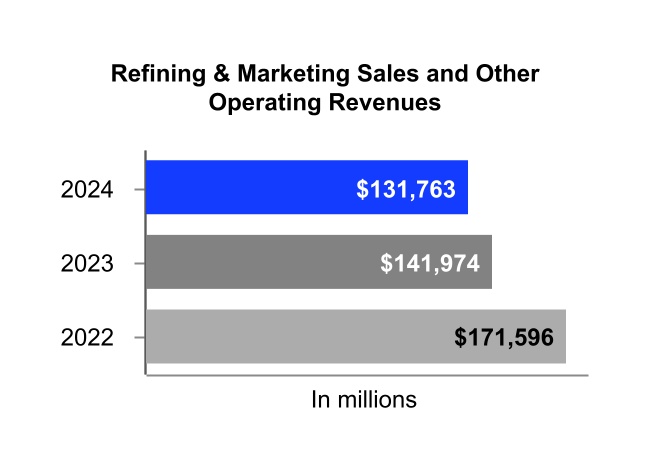 Refining & Marketing Sales and Other
Operating Revenues
2024 $131,763
2023 $141,974
2022 $171,596
In millions